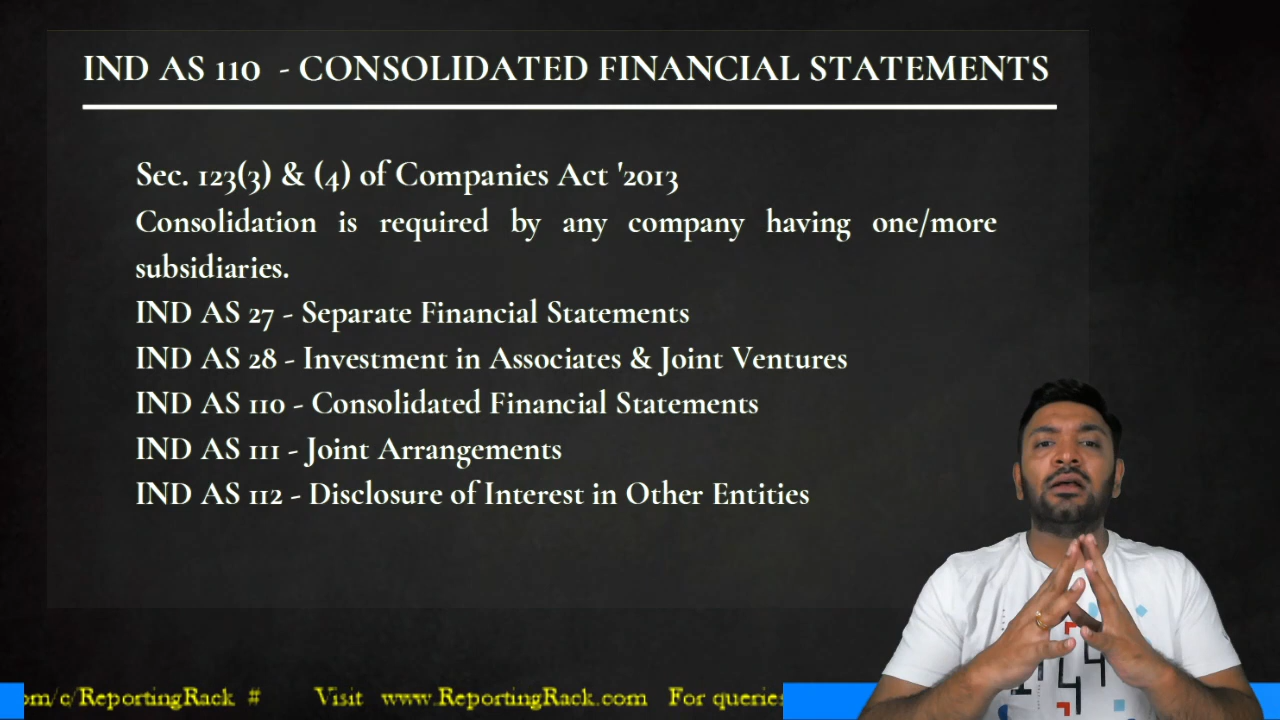 IND AS 110 - CONSOLIDATED FINANCIAL STATEMENTS
Sec. 123(3) & (4) of Companies Act '2013
Consolidation is required by any company having one/more
subsidiaries.
IND AS 27 - Separate Financial Statements
IND AS 28 - Investment in Associates & Joint Ventures
IND AS 110 - Consolidated Financial Statements
IND AS 111 - Joint Arrangements
IND AS 112 - Disclosure of Interest in Other Entities
om/c/ReportingRack # Visit www.ReportingRack.com For queries